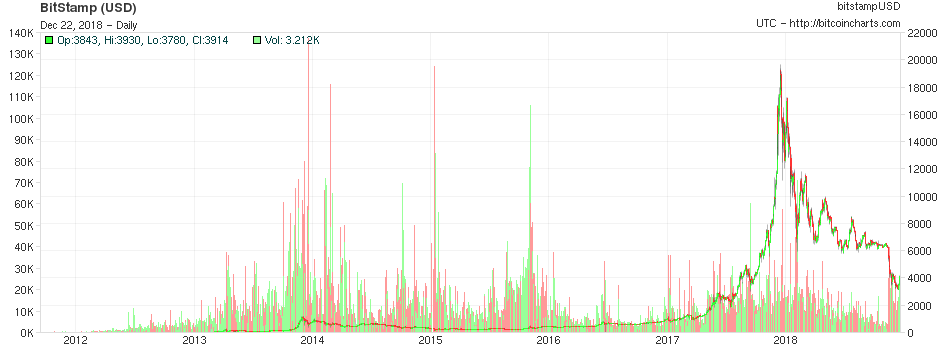 BitStamp (USD)
bitstampUSD
Dec 22, 2018 – Daily
UTC – http://bitcoincharts.com
Op:3843, Hi:3930, Lo:3780, Cl:3914
Vol: 3.212K
140K
130K
120K
110K
100K
90K
80K
70K
60K
50K
40K
30K
20K
10K
0K
22000
20000
18000
16000
14000
12000
10000
8000
6000
4000
2000
0
2012
2013
2014
2015
2016
2017
2018